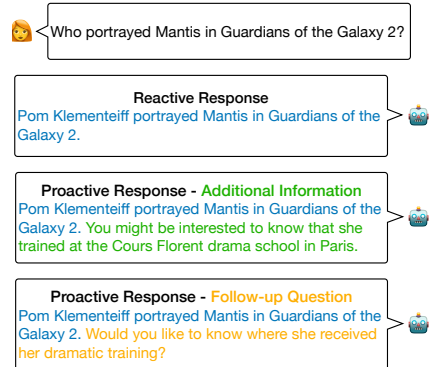 Who portrayed Mantis in Guardians of the Galaxy 2?
Reactive Response
Pom Klementeiff portrayed Mantis in Guardians of the
Galaxy 2.
Proactive Response - Additional Information
Pom Klementeiff portrayed Mantis in Guardians of the
Galaxy 2. You might be interested to know that she
trained at the Cours Florent drama school in Paris.
Proactive Response - Follow-up Question
Pom Klementeiff portrayed Mantis in Guardians of the
Galaxy 2. Would you like to know where she received
her dramatic training?